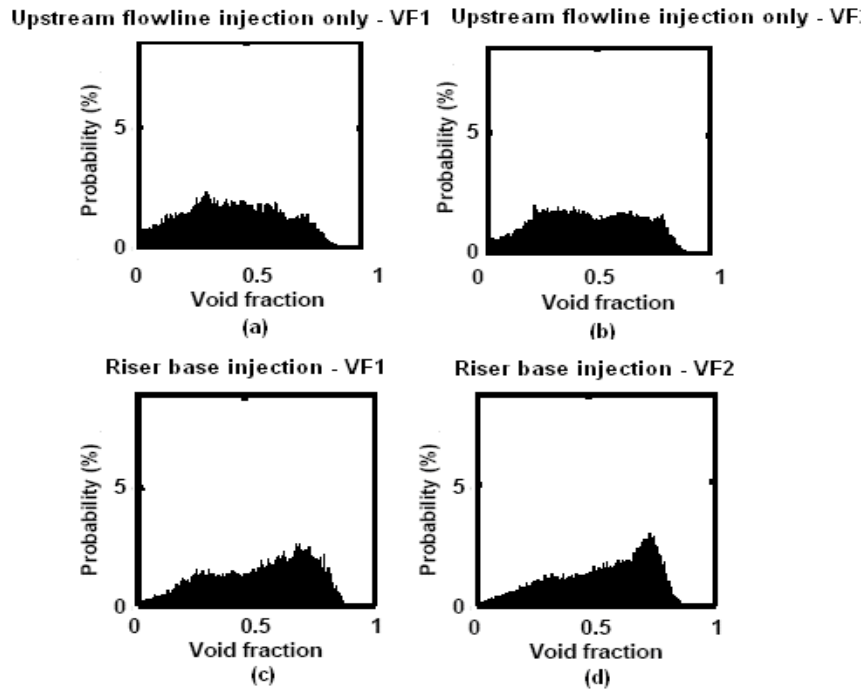 Upstream flowline injection only - VF1
Upstream flowline injection only - VF
Probability (%)
5
0
0 0.5 1
Void fraction
(a)
Probability (%)
5
0
0 0.5 1
Void fraction
(b)
Riser base injection - VF1
Riser base injection - VF2
Probability (%)
5
0
0 0.5 1
Void fraction
(c)
Probability (%)
5
0
0 0.5 1
Void fraction
(d)